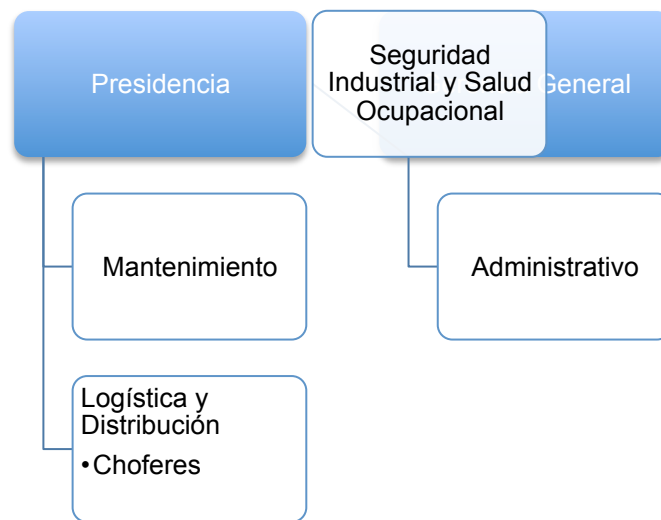 Presidencia
Seguridad
Industrial y Salud
Ocupacional
General
Mantenimiento
Administrativo
Logística y
Distribución
•Choferes